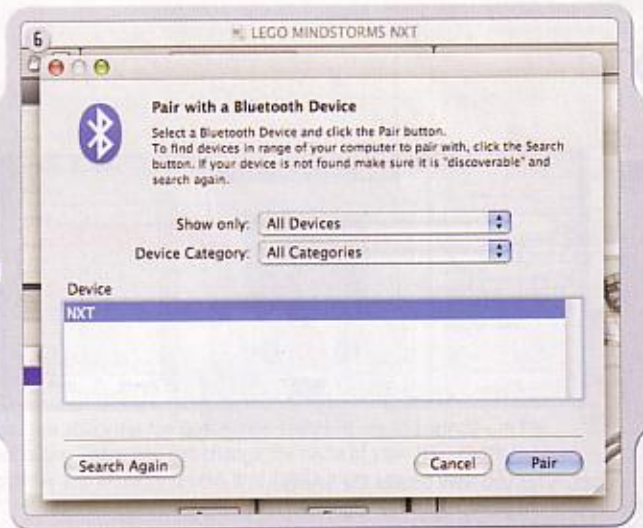 6
LEGO MINDSTORMS NXT
Pair with a Bluetooth Device
Select a Bluetooth Device and click the Pair button.
To find devices in range of your computer to pair with, click the Search
button. If your device is not found make sure it is "discoverable" and
search again.
Show only: All Devices
Device Category: All Categories
Device
NXT
Search Again Cancel Pair